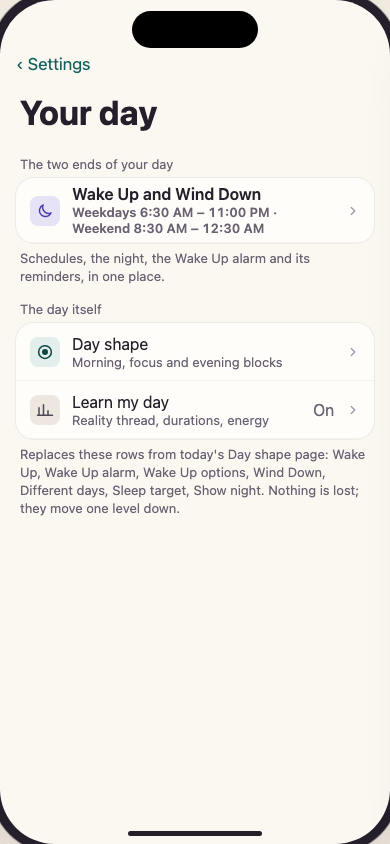 ‹ Settings
Your day
The two ends of your day
Wake Up and Wind Down
Weekdays 6:30 AM – 11:00 PM ·
Weekend 8:30 AM – 12:30 AM
Schedules, the night, the Wake Up alarm and its
reminders, in one place.
The day itself
Day shape
Morning, focus and evening blocks
Learn my day
Reality thread, durations, energy
On
Replaces these rows from today's Day shape page: Wake
Up, Wake Up alarm, Wake Up options, Wind Down,
Different days, Sleep target, Show night. Nothing is lost;
they move one level down.